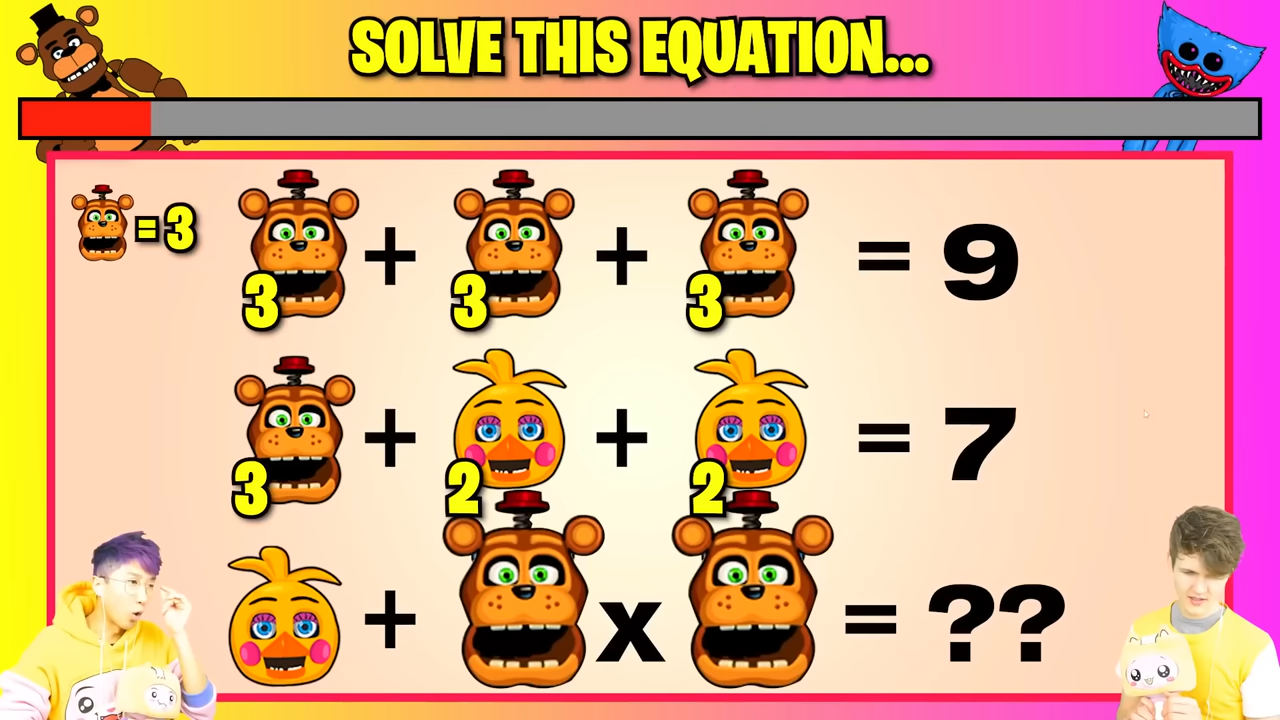 SOLVE THIS EQUATION...
=3
3 + 3 + 3 = 9
3 + 2 + 2 = 7
+ x = ??